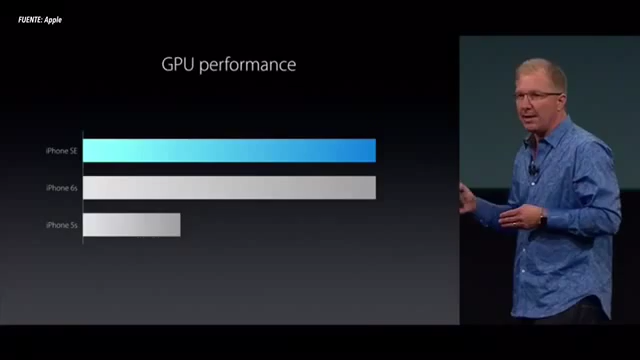 FUENTE: Apple
GPU performance
iPhone SE
iPhone 6s
iPhone 5s